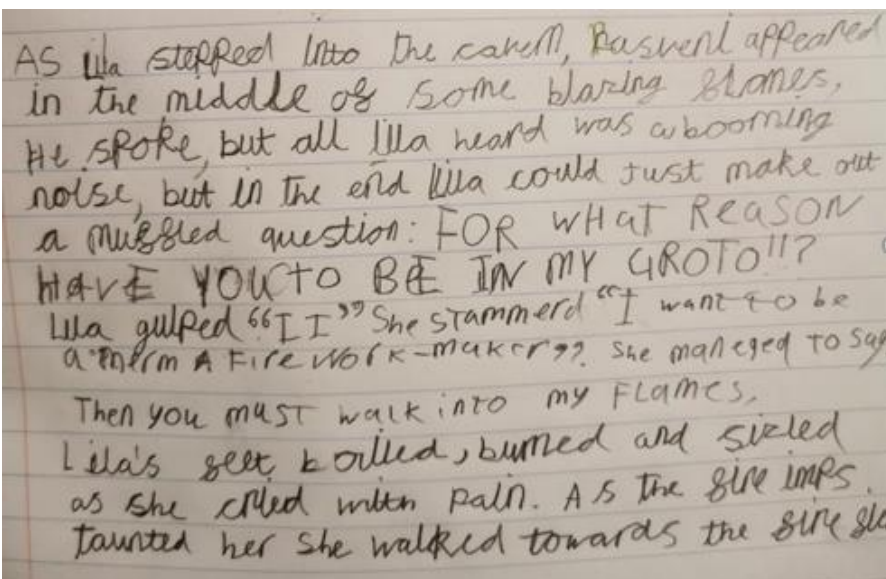 As Lila stepped into the cavern, Rasvenl appeared
in the middle of some blazing flames,
He spoke, but all Lila heard was a booming
noise, but in the end Lila could just make out
a muffled question: FOR WHAT REASON
HAVE YOU TO BE IN MY GROTO!!?
Lila gulped "I I" She stammerd "I want to be
a Firework-maker". She maneged to say
Then you must walk into my Flames.
Lila's feet boiled, burned and sizled
as she cried with pain. As the fire imps
taunted her she walked towards the fire